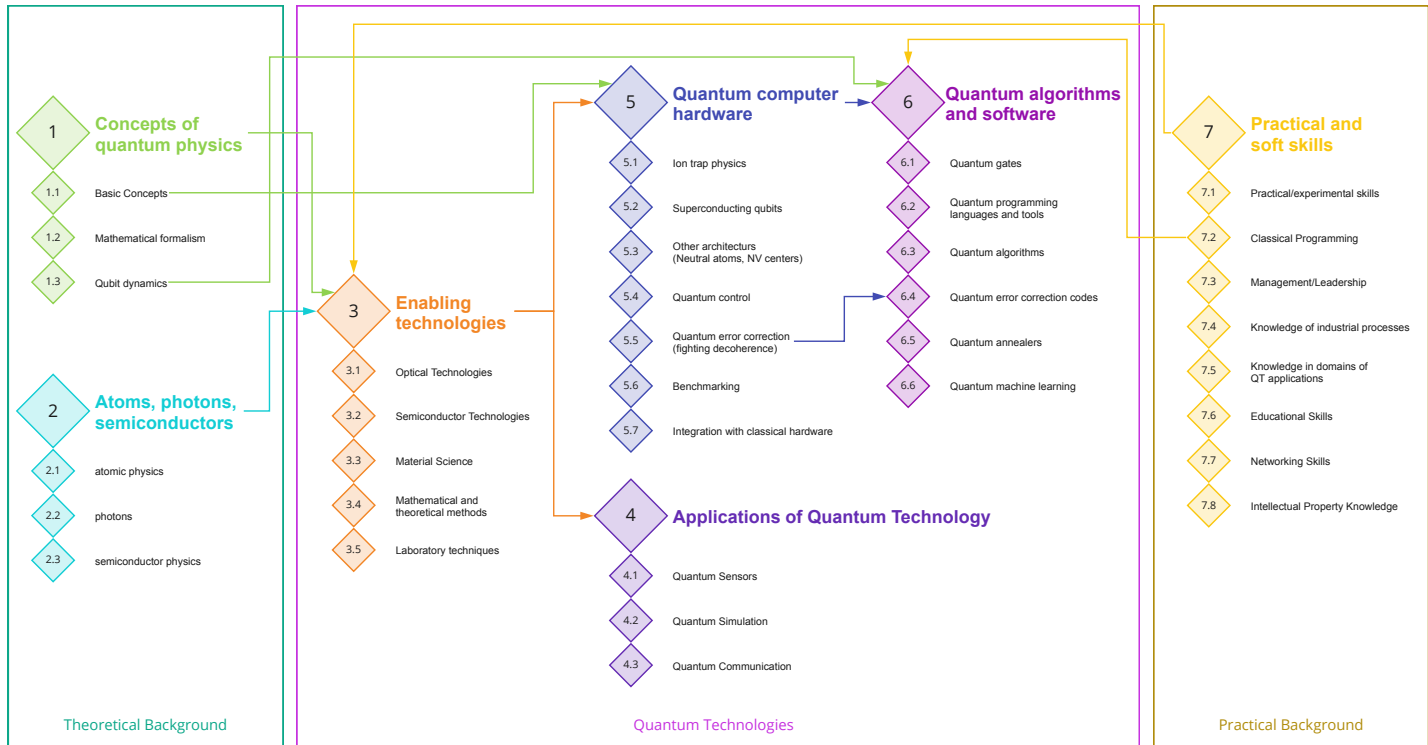 1
Concepts of
quantum physics
1.1
Basic Concepts
1.2
Mathematical formalism
1.3
Qubit dynamics
2
Atoms, photons,
semiconductors
2.1
atomic physics
2.2
photons
2.3
semiconductor physics
Theoretical Background
3
Enabling
technologies
3.1
Optical Technologies
3.2
Semiconductor Technologies
3.3
Material Science
3.4
Mathematical and
theoretical methods
3.5
Laboratory techniques
5
Quantum computer
hardware
5.1
Ion trap physics
5.2
Superconducting qubits
5.3
Other architecturs
(Neutral atoms, NV centers)
5.4
Quantum control
5.5
Quantum error correction
(fighting decoherence)
5.6
Benchmarking
5.7
Integration with classical hardware
4
Applications of Quantum Technology
4.1
Quantum Sensors
4.2
Quantum Simulation
4.3
Quantum Communication
6
Quantum algorithms
and software
6.1
Quantum gates
6.2
Quantum programming
languages and tools
6.3
Quantum algorithms
6.4
Quantum error correction codes
6.5
Quantum annealers
6.6
Quantum machine learning
Quantum Technologies
7
Practical and
soft skills
7.1
Practical/experimental skills
7.2
Classical Programming
7.3
Management/Leadership
7.4
Knowledge of industrial processes
7.5
Knowledge in domains of
QT applications
7.6
Educational Skills
7.7
Networking Skills
7.8
Intellectual Property Knowledge
Practical Background